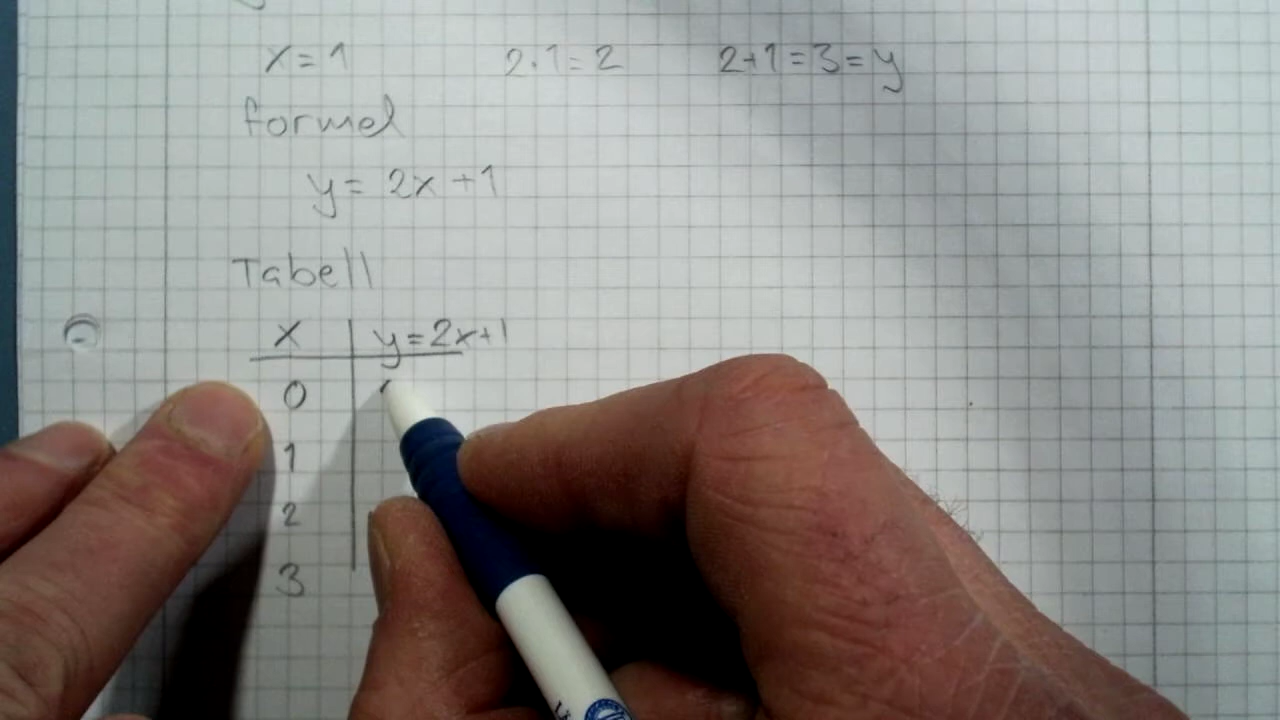 x = 1 2·1=2 2+1=3=y
formel
y = 2x +1
Tabell
x y=2x+1
0
1
2
3